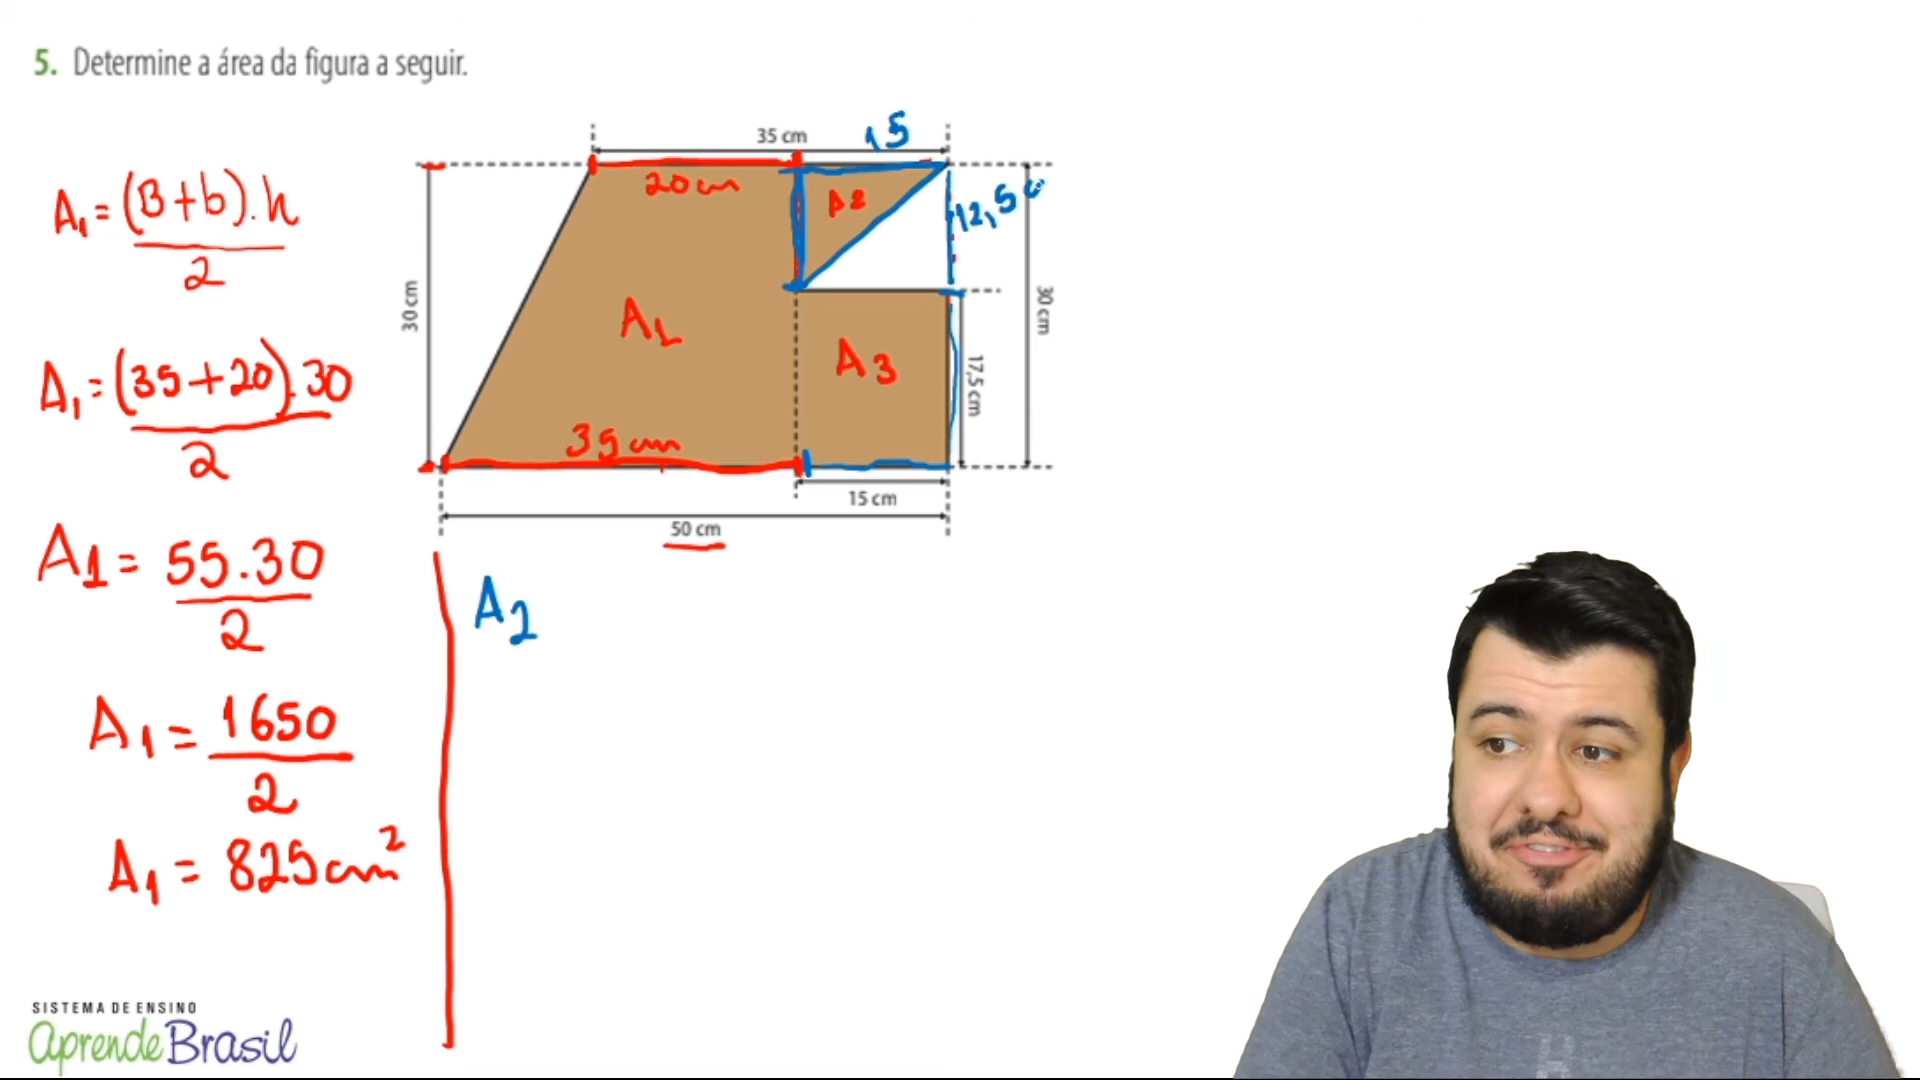 5. Determine a área da figura a seguir.
35 cm
15
20 cm
A2
12,5 c
A₁ = (B+b).h
2
30 cm
A1
A3
30 cm
17,5 cm
A₁ = (35+20).30
2
35 cm
15 cm
50 cm
A1 = 55.30
2
A2
A₁ = 1650
2
A₁ = 825 cm²
SISTEMA DE ENSINO
aprendeBrasil